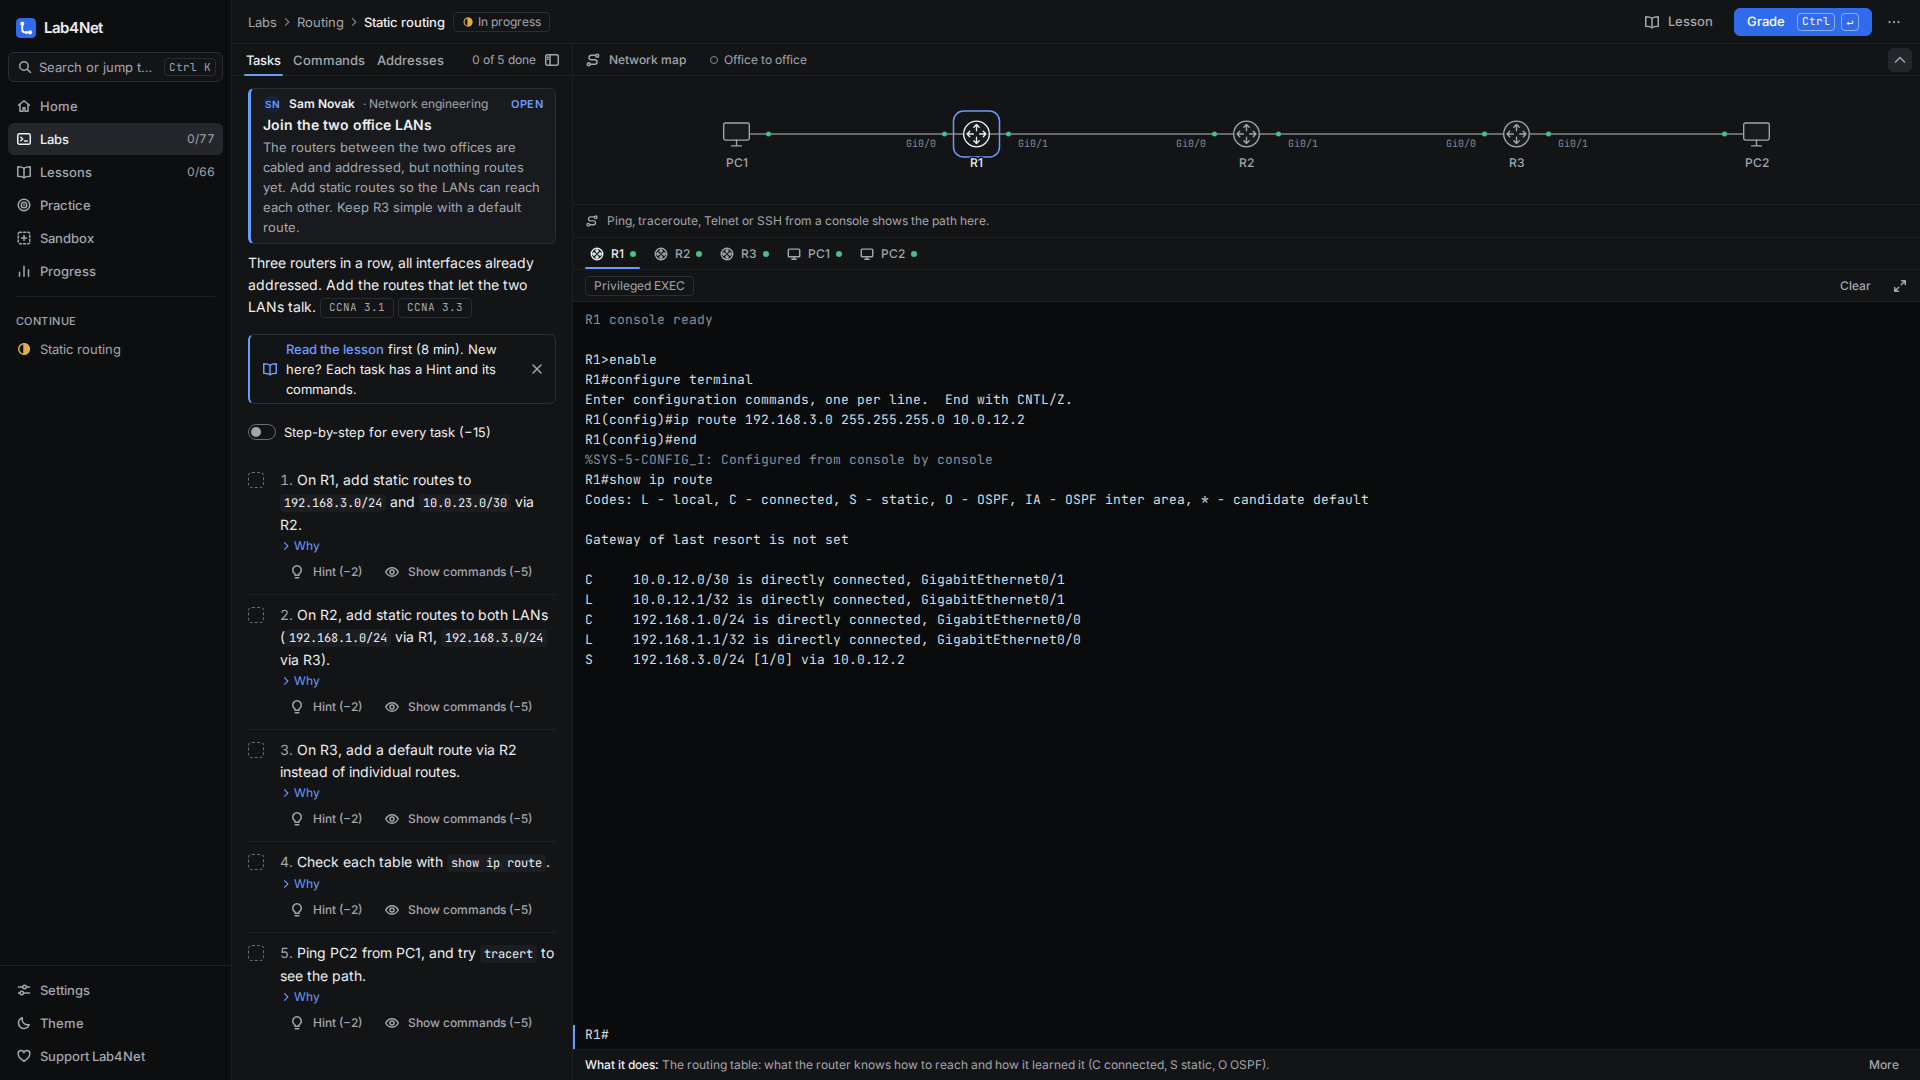 Lab4Net
Search or jump t... Ctrl K
Home
Labs 0/77
Lessons 0/66
Practice
Sandbox
Progress
CONTINUE
Static routing
Settings
Theme
Support Lab4Net
Labs > Routing > Static routing In progress
Lesson
Grade Ctrl ↵
Tasks Commands Addresses 0 of 5 done
SN Sam Novak · Network engineering OPEN
Join the two office LANs
The routers between the two offices are
cabled and addressed, but nothing routes
yet. Add static routes so the LANs can reach
each other. Keep R3 simple with a default
route.
Three routers in a row, all interfaces already
addressed. Add the routes that let the two
LANs talk. CCNA 3.1 CCNA 3.3
Read the lesson first (8 min). New
here? Each task has a Hint and its
commands.
Step-by-step for every task (−15)
1. On R1, add static routes to
192.168.3.0/24 and 10.0.23.0/30 via
R2.
Why
Hint (−2) Show commands (−5)
2. On R2, add static routes to both LANs
(192.168.1.0/24 via R1, 192.168.3.0/24
via R3).
Why
Hint (−2) Show commands (−5)
3. On R3, add a default route via R2
instead of individual routes.
Why
Hint (−2) Show commands (−5)
4. Check each table with show ip route.
Why
Hint (−2) Show commands (−5)
5. Ping PC2 from PC1, and try tracert to
see the path.
Why
Hint (−2) Show commands (−5)
Network map Office to office
Gi0/0 Gi0/1 Gi0/0 Gi0/1 Gi0/0 Gi0/1
PC1 R1 R2 R3 PC2
Ping, traceroute, Telnet or SSH from a console shows the path here.
R1 R2 R3 PC1 PC2
Privileged EXEC Clear
R1 console ready
R1>enable
R1#configure terminal
Enter configuration commands, one per line.  End with CNTL/Z.
R1(config)#ip route 192.168.3.0 255.255.255.0 10.0.12.2
R1(config)#end
%SYS-5-CONFIG_I: Configured from console by console
R1#show ip route
Codes: L - local, C - connected, S - static, O - OSPF, IA - OSPF inter area, * - candidate default
Gateway of last resort is not set
C     10.0.12.0/30 is directly connected, GigabitEthernet0/1
L     10.0.12.1/32 is directly connected, GigabitEthernet0/1
C     192.168.1.0/24 is directly connected, GigabitEthernet0/0
L     192.168.1.1/32 is directly connected, GigabitEthernet0/0
S     192.168.3.0/24 [1/0] via 10.0.12.2
R1#
What it does: The routing table: what the router knows how to reach and how it learned it (C connected, S static, O OSPF). More